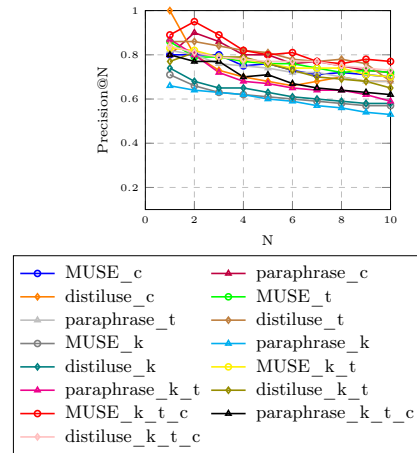 1
0.8
0.6
0.4
0.2
Precision@N
0 2 4 6 8 10
N
MUSE_c paraphrase_c
distiluse_c MUSE_t
paraphrase_t distiluse_t
MUSE_k paraphrase_k
distiluse_k MUSE_k_t
paraphrase_k_t distiluse_k_t
MUSE_k_t_c paraphrase_k_t_c
distiluse_k_t_c